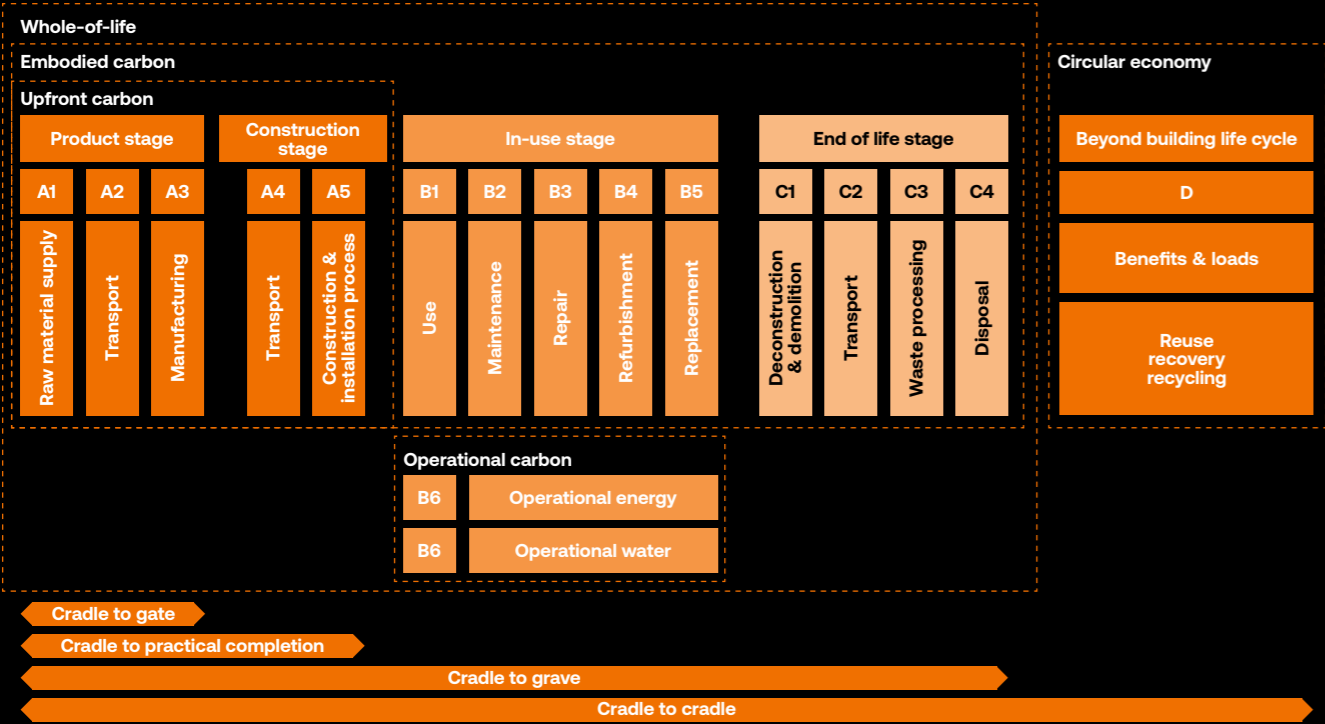 Whole-of-life
Embodied carbon
Circular economy
Upfront carbon
Product stage
Construction
stage
In-use stage
End of life stage
Beyond building life cycle
A1
A2
A3
A4
A5
B1
B2
B3
B4
B5
C1
C2
C3
C4
D
Raw material supply
Transport
Manufacturing
Transport
Construction &
installation process
Use
Maintenance
Repair
Refurbishment
Replacement
Deconstruction
& demolition
Transport
Waste processing
Disposal
Benefits & loads
Reuse
recovery
recycling
Operational carbon
B6
Operational energy
B6
Operational water
Cradle to gate
Cradle to practical completion
Cradle to grave
Cradle to cradle